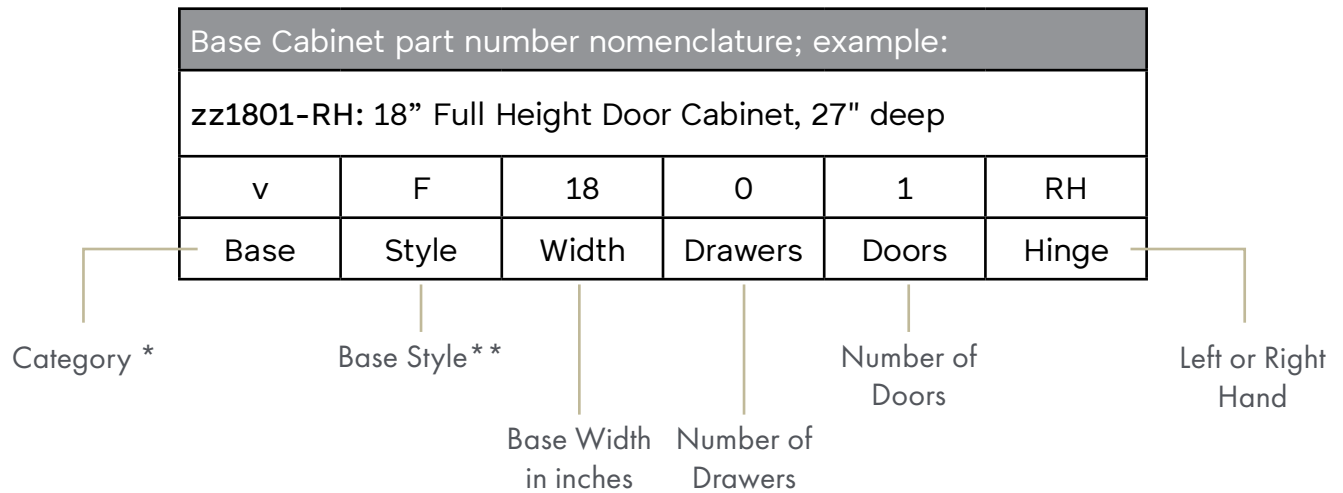 Base Cabinet part number nomenclature; example:
zz1801-RH: 18” Full Height Door Cabinet, 27" deep
v F 18 0 1 RH
Base Style Width Drawers Doors Hinge
Category *
Base Style**
Number of
Doors
Left or Right
Hand
Base Width
in inches
Number of
Drawers